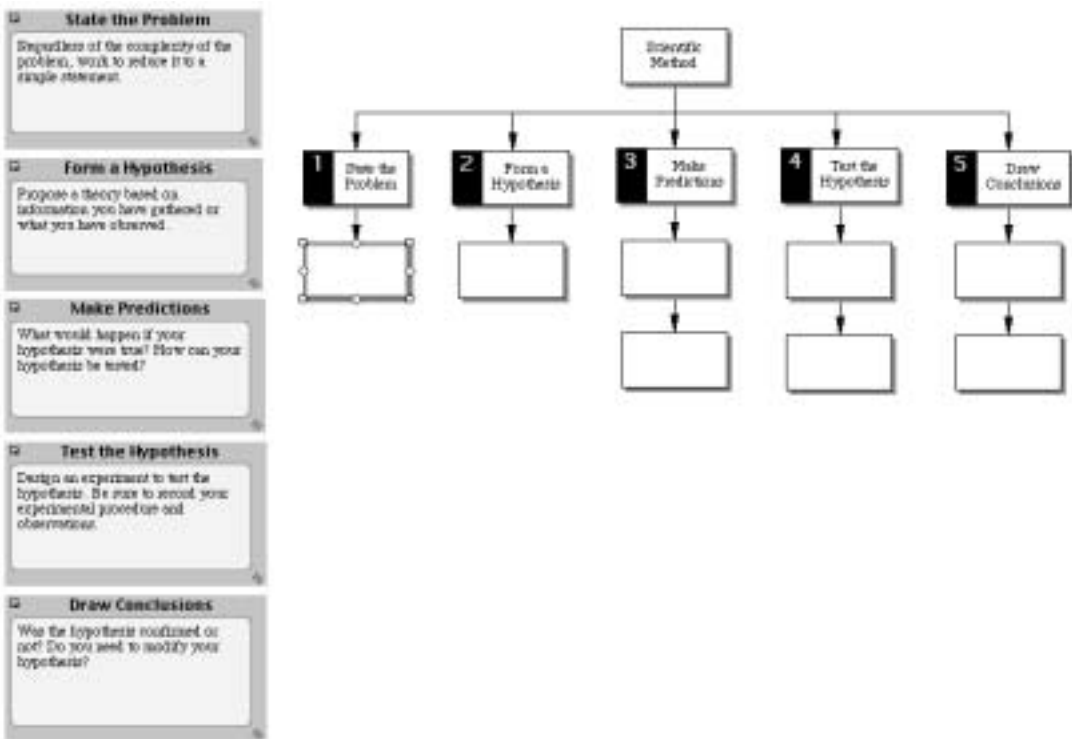 State the Problem
Regardless of the complexity of the
problem, work to reduce it to a
simple statement.
Form a Hypothesis
Propose a theory based on
information you have gathered or
what you have observed.
Make Predictions
What would happen if your
hypothesis were true? How can your
hypothesis be tested?
Test the Hypothesis
Design an experiment to test the
hypothesis. Be sure to record your
experimental procedure and
observations.
Draw Conclusions
Was the hypothesis confirmed or
not? Do you need to modify your
hypothesis?
Scientific
Method
1
State the
Problem
2
Form a
Hypothesis
3
Make
Predictions
4
Test the
Hypothesis
5
Draw
Conclusions